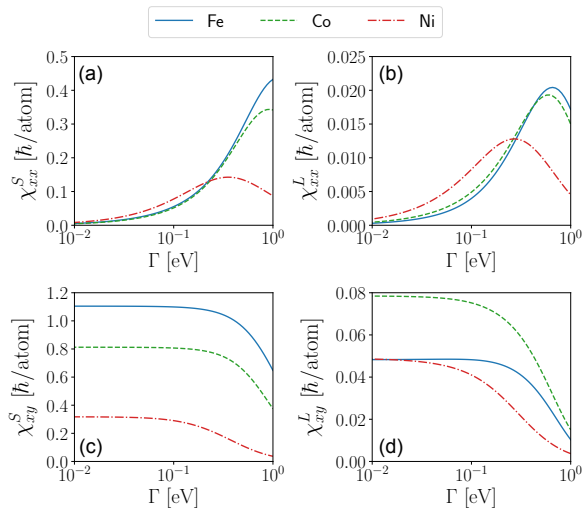 Fe Co Ni
(a)
χ^S_xx [ħ/atom]
0.5
0.4
0.3
0.2
0.1
0.0
10^−2 10^−1 10^0
Γ [eV]
(b)
χ^L_xx [ħ/atom]
0.025
0.020
0.015
0.010
0.005
0.000
10^−2 10^−1 10^0
Γ [eV]
(c)
χ^S_xy [ħ/atom]
1.2
1.0
0.8
0.6
0.4
0.2
0.0
10^−2 10^−1 10^0
Γ [eV]
(d)
χ^L_xy [ħ/atom]
0.08
0.06
0.04
0.02
0.00
10^−2 10^−1 10^0
Γ [eV]